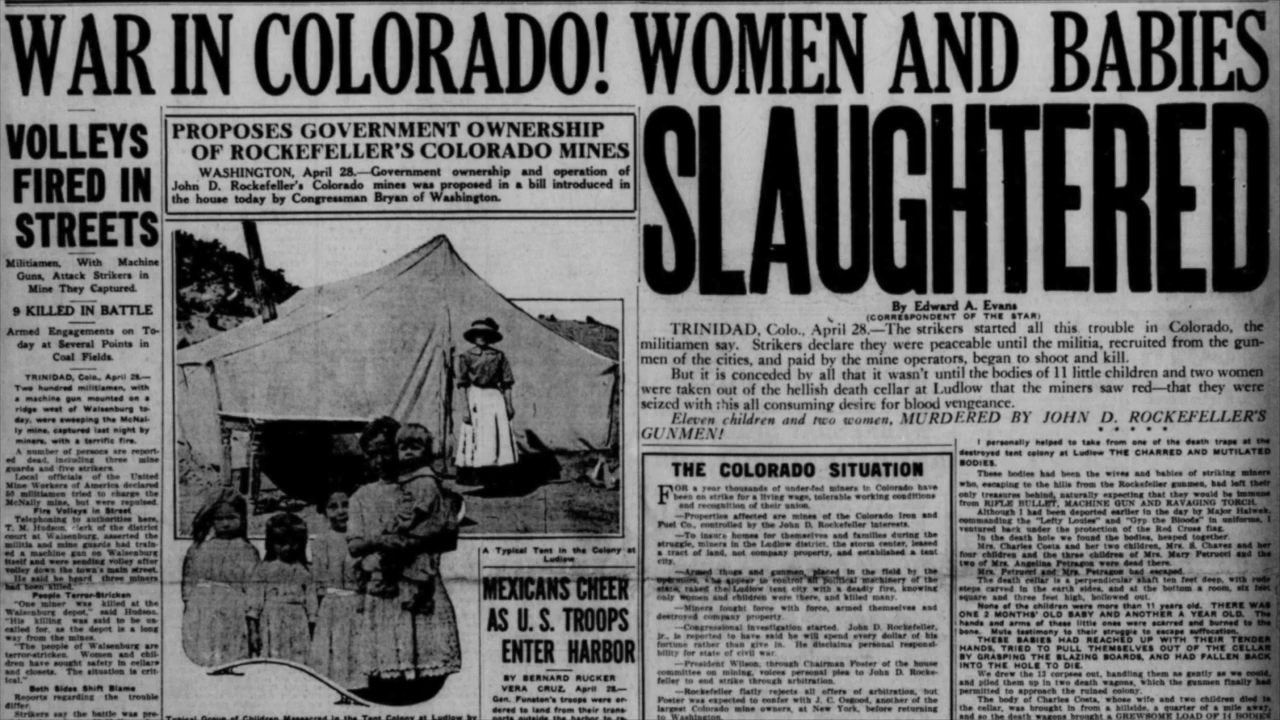 WAR IN COLORADO! WOMEN AND BABIES
SLAUGHTERED
VOLLEYS
FIRED IN
STREETS
Militiamen, With Machine
Guns, Attack Strikers in
Mine They Captured.
9 KILLED IN BATTLE
Armed Engagements on To-
day at Several Points in
Coal Fields.
TRINIDAD, Colo., April 28.—
Two hundred militiamen, with
a machine gun mounted on a
ridge west of Walsenburg to-
day, were sweeping the McNal-
ly mine, captured last night by
miners, with a terrific fire.
A number of persons are report-
ed dead, including three mine
guards and five strikers.
Local officials of the United
Mine Workers of America declared
militiamen tried to charge the
McNally mine, but were repulsed.
Fire Volleys in Street
Telephoning to authorities here,
T. M. Hudson, clerk of the district
court at Walsenburg, asserted the
militia and mine guards had train-
ed a machine gun on Walsenburg
itself and were sending volley after
volley down the town's main street.
He said he heard three miners
had been killed.
People Terror-Stricken
"One miner was killed at the
Walsenburg depot," said Hudson.
"His killing was said to be un-
called for, as the depot is a long
way from the mines.
"The people of Walsenburg are
terror-stricken. Women and chil-
dren have sought safety in cellars
and closets. The situation is crit-
ical."
Both Sides Shift Blame
Reports regarding the trouble
differ.
Strikers say the battle was pre-
PROPOSES GOVERNMENT OWNERSHIP
OF ROCKEFELLER'S COLORADO MINES
WASHINGTON, April 28.—Government ownership and operation of
John D. Rockefeller's Colorado mines was proposed in a bill introduced in
the house today by Congressman Bryan of Washington.
A Typical Tent in the Colony at
Ludlow
MEXICANS CHEER
AS U. S. TROOPS
ENTER HARBOR
BY BERNARD RUCKER
VERA CRUZ, April 28.—
Gen. Funston's troops were or-
dered to land from their trans-
ports outside the harbor to
Typical Group of Children Massacred in the Tent Colony at Ludlow by
By Edward A. Evans
(CORRESPONDENT OF THE STAR)
TRINIDAD, Colo., April 28.—The strikers started all this trouble in Colorado, the
militiamen say. Strikers declare they were peaceable until the militia, recruited from the gun-
men of the cities, and paid by the mine operators, began to shoot and kill.
But it is conceded by all that it wasn't until the bodies of 11 little children and two women
were taken out of the hellish death cellar at Ludlow that the miners saw red—that they were
seized with this all consuming desire for blood vengeance.
Eleven children and two women, MURDERED BY JOHN D. ROCKEFELLER'S
GUNMEN!
* * * * *
THE COLORADO SITUATION
FOR a year thousands of under-fed miners in Colorado have
been on strike for a living wage, tolerable working conditions
and recognition of their union.
—Properties affected are mines of the Colorado Iron and
Fuel Co., controlled by the John D. Rockefeller interests.
—To insure homes for themselves and families during the
struggle, miners in the Ludlow district, the storm center, leased
a tract of land, not company property, and established a tent
city.
—Armed thugs and gunmen, placed in the field by the
operators, who appear to control all political machinery of the
state, raked the Ludlow tent city with a deadly fire, knowing
only women and children were there, and killed many.
—Miners fought force with force, armed themselves and
destroyed company property.
—Congressional investigation started. John D. Rockefeller,
jr., is reported to have said he will spend every dollar of his
fortune rather than give in. He disclaims personal responsi-
bility for state of civil war.
—President Wilson, through Chairman Foster of the house
committee on mining, voices personal plea to John D. Rocke-
feller to end strike through arbitration.
—Rockefeller flatly rejects all offers of arbitration, but
Foster was expected to confer with J. C. Osgood, another of the
largest Colorado mine owners, at New York, before returning
to Washington.
I personally helped to take from one of the death traps at the
destroyed tent colony at Ludlow THE CHARRED AND MUTILATED
BODIES.
These bodies had been the wives and babies of striking miners
who, escaping to the hills from the Rockefeller gunmen, had left their
only treasures behind, naturally expecting that they would be immune
from RIFLE BULLET, MACHINE GUN AND RAVAGING TORCH.
Although I had been deported earlier in the day by Major Halwek,
commanding the "Lefty Louies" and "Gyp the Bloods" in uniforms, I
ventured back under the protection of the Red Cross flag.
In the death hole we found the bodies, heaped together.
Mrs. Charles Costa and her two children, Mrs. S. Chaves and her
four children and the three children of Mrs. Mary Petrucci and the
two of Mrs. Angelina Petragon were dead there.
Mrs. Petrucci and Mrs. Petragon had escaped.
The death cellar is a perpendicular shaft ten feet deep, with rude
steps carved in the earth sides, and at the bottom a room, six feet
square and three feet high, hollowed out.
None of the children were more than 11 years old. THERE WAS
ONE 2 MONTHS' OLD BABY AND ANOTHER A YEAR OLD. The
hands and arms of these little ones were scarred and burned to the
bone. Mute testimony to their struggle to escape suffocation.
THESE BABIES HAD REACHED UP WITH THEIR TENDER
HANDS, TRIED TO PULL THEMSELVES OUT OF THE CELLAR
BY GRASPING THE BLAZING BOARDS, AND HAD FALLEN BACK
INTO THE HOLE TO DIE.
We drew the 13 corpses out, handling them as gently as we could,
and piled them up in two death wagons, which the gunmen finally had
permitted to approach the ruined colony.
The body of Charles Costa, whose wife and two children died in
the cellar, was brought in from a hillside, a quarter of a mile away,
and so the death wagons brought a GREWSOME LOAD OF 14 BODIES